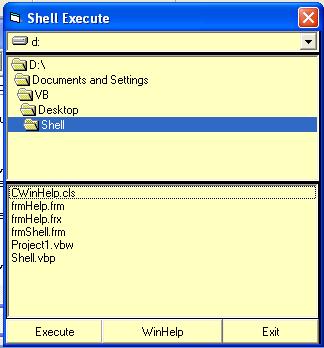 Shell Execute
d:
D:\
Documents and Settings
VB
Desktop
Shell
CWinHelp.cls
frmHelp.frm
frmHelp.frx
frmShell.frm
Project1.vbw
Shell.vbp
Execute WinHelp Exit